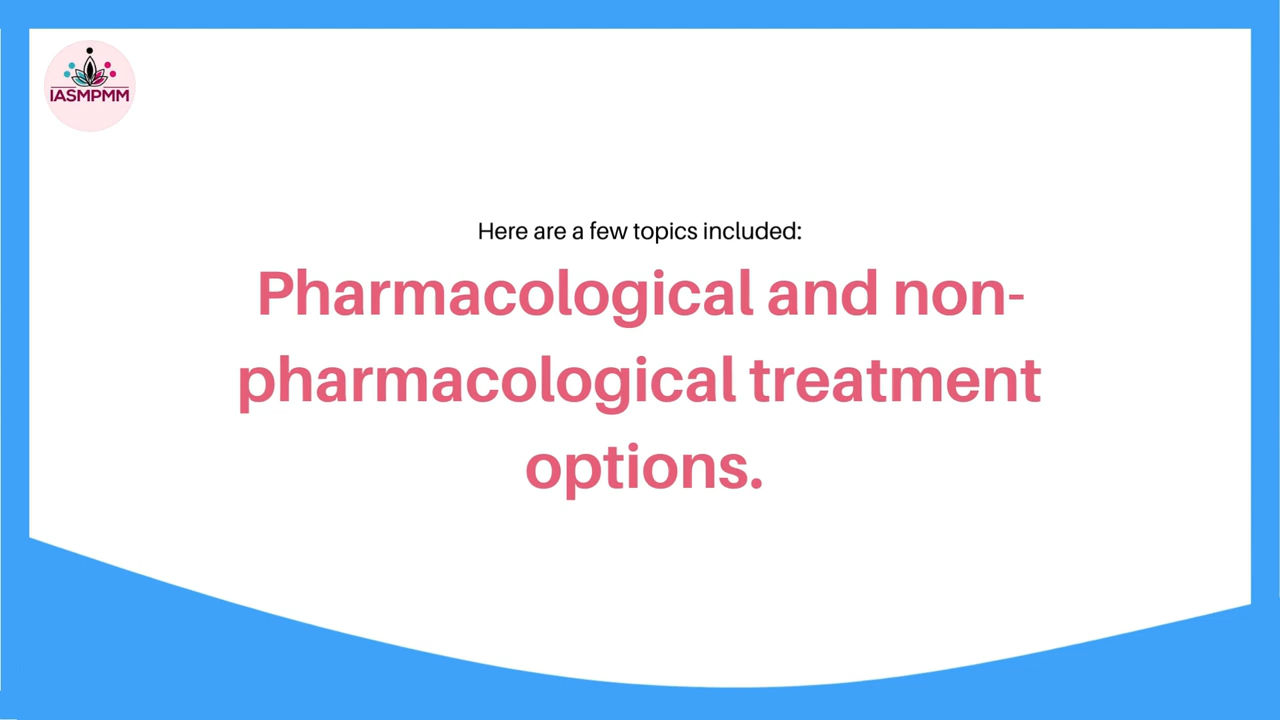 IASMPMM
Here are a few topics included:
Pharmacological and non-
pharmacological treatment
options.